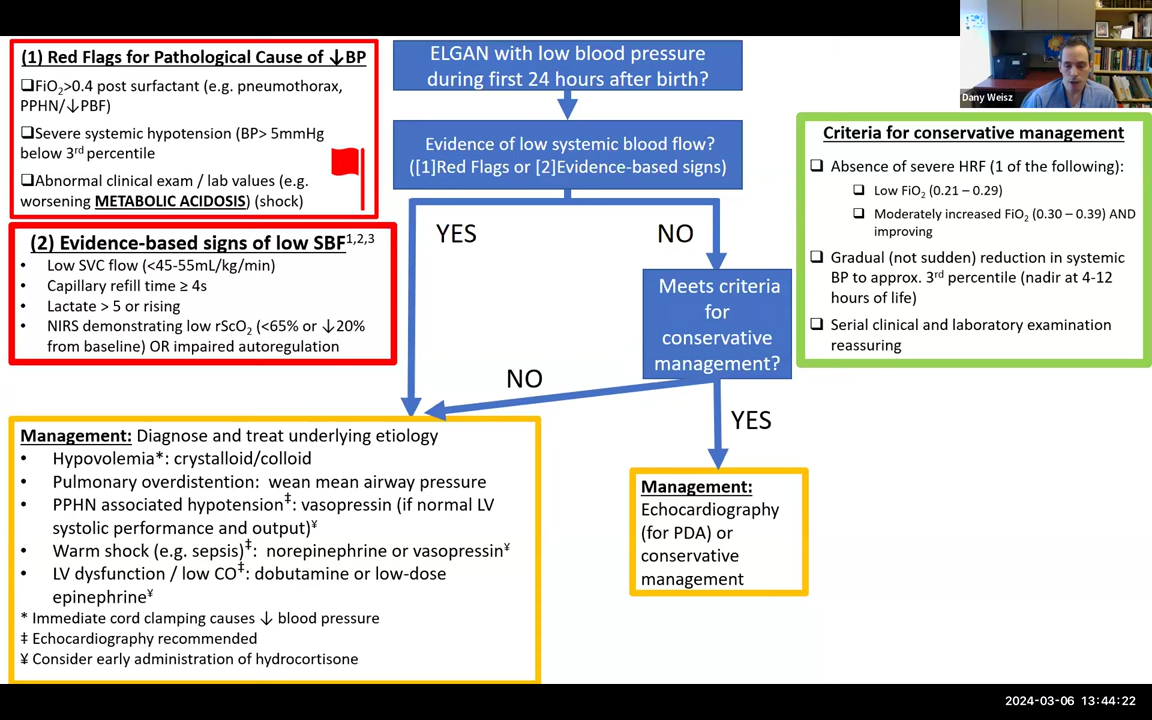 (1) Red Flags for Pathological Cause of ↓BP
❑FiO₂>0.4 post surfactant (e.g. pneumothorax,
PPHN/↓PBF)
❑Severe systemic hypotension (BP> 5mmHg
below 3rd percentile
❑Abnormal clinical exam / lab values (e.g.
worsening METABOLIC ACIDOSIS) (shock)
(2) Evidence-based signs of low SBF1,2,3
• Low SVC flow (<45-55mL/kg/min)
• Capillary refill time ≥ 4s
• Lactate > 5 or rising
• NIRS demonstrating low rScO₂ (<65% or ↓20%
from baseline) OR impaired autoregulation
ELGAN with low blood pressure
during first 24 hours after birth?
Evidence of low systemic blood flow?
([1]Red Flags or [2]Evidence-based signs)
YES
NO
Meets criteria
for
conservative
management?
NO
YES
Dany Weisz
Criteria for conservative management
❑ Absence of severe HRF (1 of the following):
❑ Low FiO₂ (0.21 – 0.29)
❑ Moderately increased FiO₂ (0.30 – 0.39) AND
improving
❑ Gradual (not sudden) reduction in systemic
BP to approx. 3rd percentile (nadir at 4-12
hours of life)
❑ Serial clinical and laboratory examination
reassuring
Management: Diagnose and treat underlying etiology
• Hypovolemia*: crystalloid/colloid
• Pulmonary overdistention: wean mean airway pressure
• PPHN associated hypotension‡: vasopressin (if normal LV
systolic performance and output)¥
• Warm shock (e.g. sepsis)‡: norepinephrine or vasopressin¥
• LV dysfunction / low CO‡: dobutamine or low-dose
epinephrine¥
* Immediate cord clamping causes ↓ blood pressure
‡ Echocardiography recommended
¥ Consider early administration of hydrocortisone
Management:
Echocardiography
(for PDA) or
conservative
management
2024-03-06 13:44:22